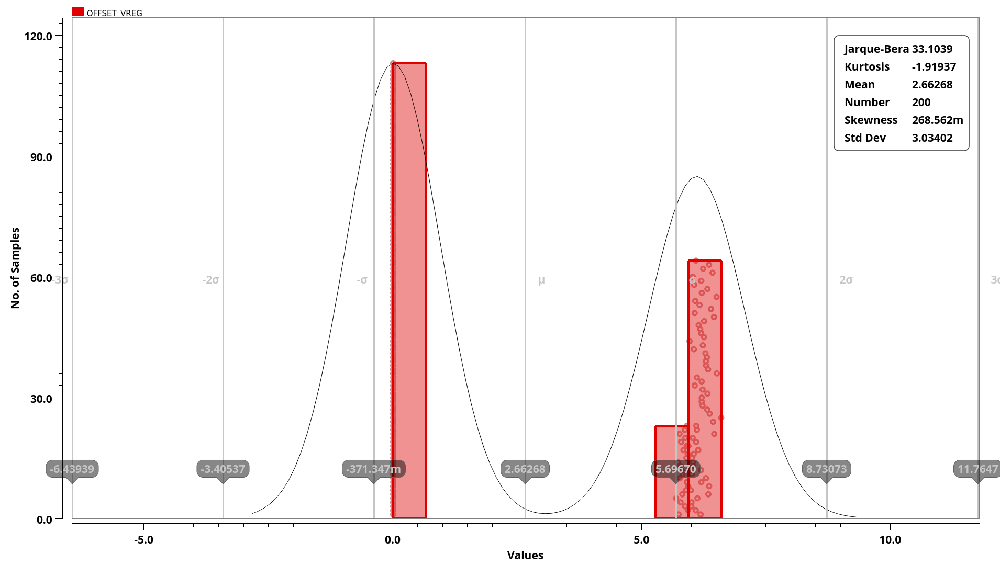 OFFSET_VREG
120.0
90.0
60.0
30.0
0.0
No. of Samples
Jarque-Bera 33.1039
Kurtosis -1.91937
Mean 2.66268
Number 200
Skewness 268.562m
Std Dev 3.03402
-3σ -2σ -σ μ σ 2σ
-6.43939 -3.40537 -371.347m 2.66268 5.69670 8.73073 11.7647
-5.0 0.0 5.0 10.0
Values